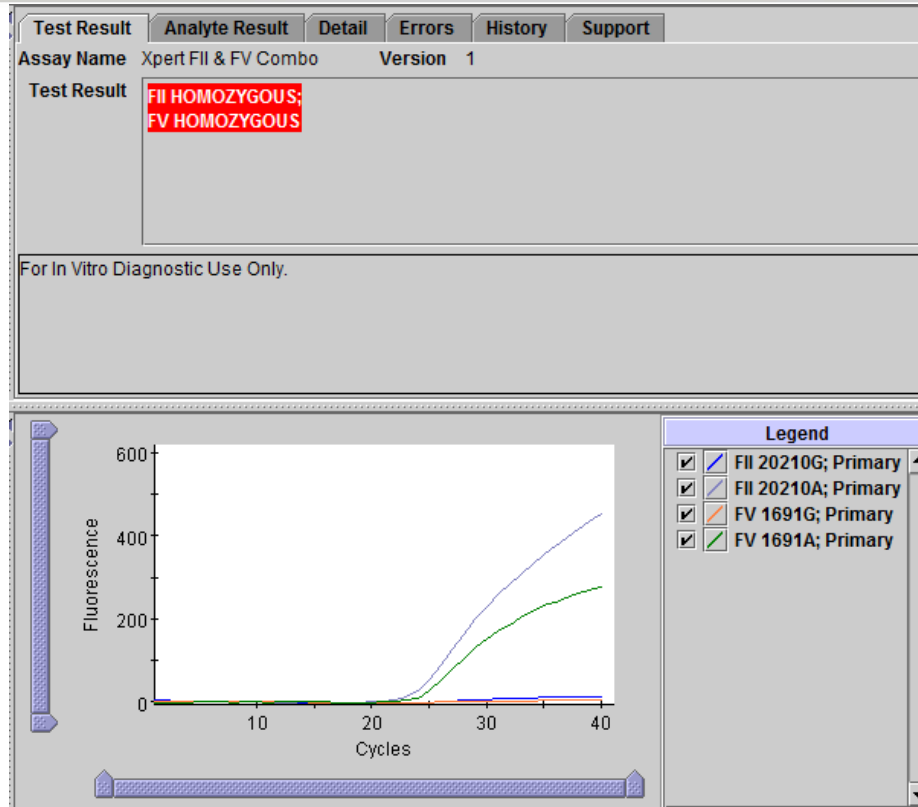 Test Result Analyte Result Detail Errors History Support
Assay Name Xpert FII & FV Combo Version 1
Test Result FII HOMOZYGOUS;
FV HOMOZYGOUS
For In Vitro Diagnostic Use Only.
600
400
200
0
Fluorescence
10 20 30 40
Cycles
Legend
FII 20210G; Primary
FII 20210A; Primary
FV 1691G; Primary
FV 1691A; Primary